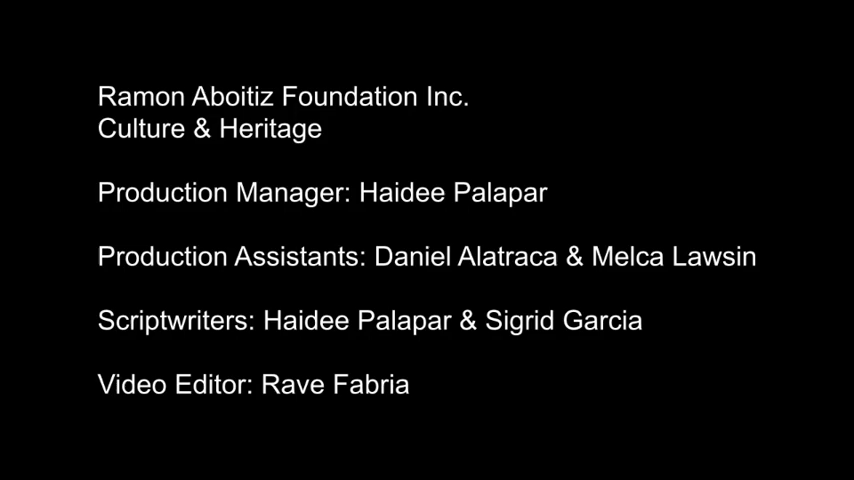 Ramon Aboitiz Foundation Inc.
Culture & Heritage
Production Manager: Haidee Palapar
Production Assistants: Daniel Alatraca & Melca Lawsin
Scriptwriters: Haidee Palapar & Sigrid Garcia
Video Editor: Rave Fabria